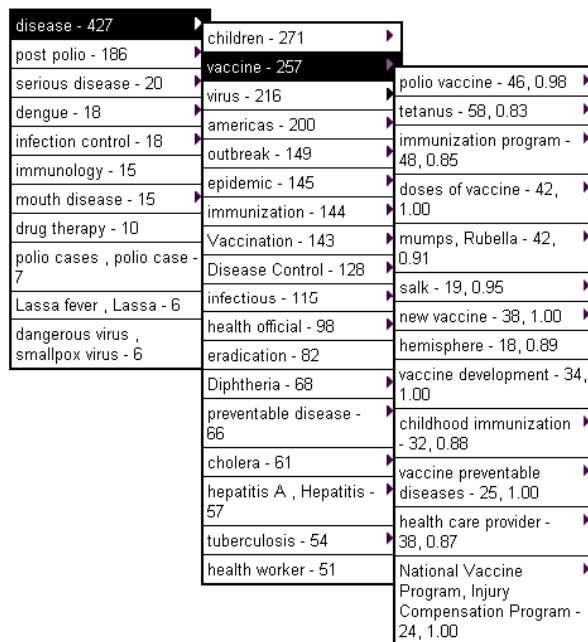 disease - 427
post polio - 186
serious disease - 20
dengue - 18
infection control - 18
immunology - 15
mouth disease - 15
drug therapy - 10
polio cases , polio case -
7
Lassa fever , Lassa - 6
dangerous virus ,
smallpox virus - 6
children - 271
vaccine - 257
virus - 216
americas - 200
outbreak - 149
epidemic - 145
immunization - 144
Vaccination - 143
Disease Control - 128
infectious - 115
health official - 98
eradication - 82
Diphtheria - 68
preventable disease -
66
cholera - 61
hepatitis A , Hepatitis -
57
tuberculosis - 54
health worker - 51
polio vaccine - 46, 0.98
tetanus - 58, 0.83
immunization program -
48, 0.85
doses of vaccine - 42,
1.00
mumps, Rubella - 42,
0.91
salk - 19, 0.95
new vaccine - 38, 1.00
hemisphere - 18, 0.89
vaccine development - 34,
1.00
childhood immunization
- 32, 0.88
vaccine preventable
diseases - 25, 1.00
health care provider -
38, 0.87
National Vaccine
Program, Injury
Compensation Program -
24, 1.00